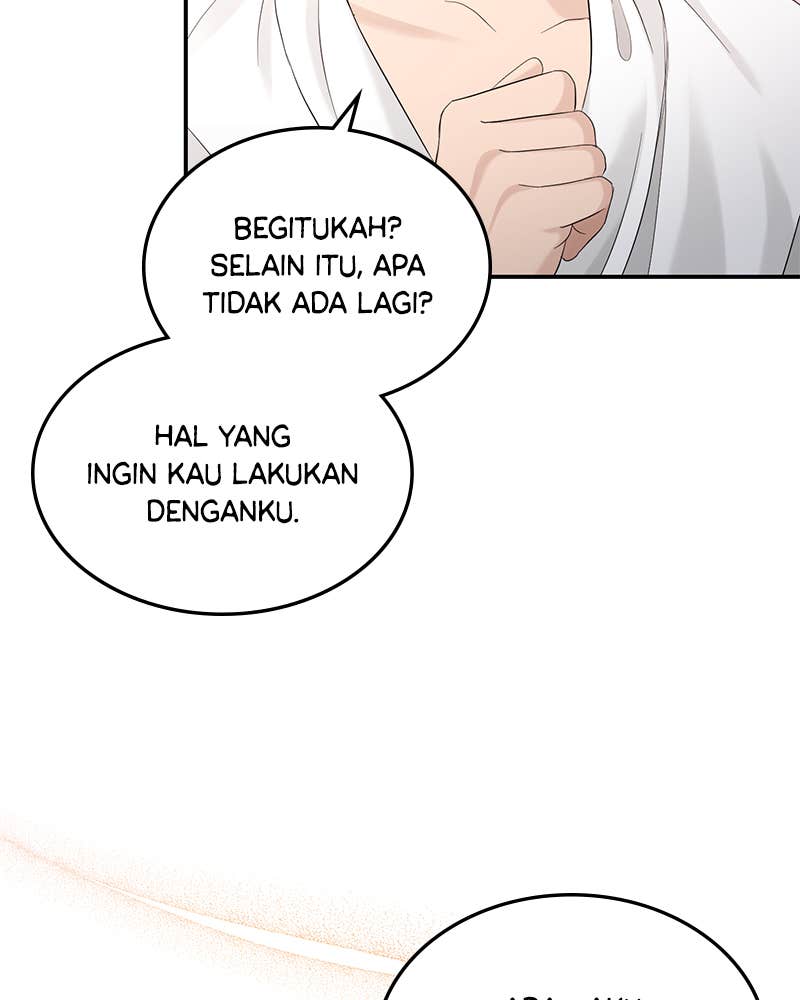 BEGITUKAH?
SELAIN ITU, APA
TIDAK ADA LAGI?
HAL YANG
INGIN KAU LAKUKAN
DENGANKU.